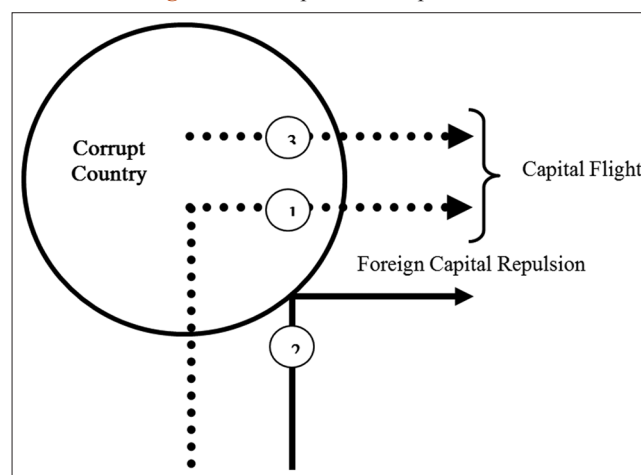 Corrupt
Country
3
1
2
Capital Flight
Foreign Capital Repulsion